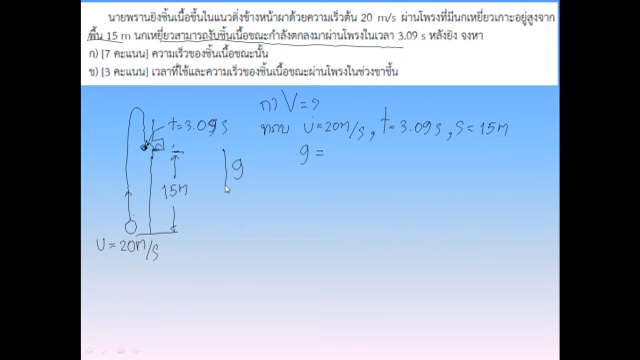 นายพรานยิงชิ้นเนื้อขึ้นในแนวดิ่งข้างหน้าผาด้วยความเร็วต้น 20 m/s ผ่านโพรงที่มีนกเหยี่ยวเกาะอยู่สูงจาก
พื้น 15 m นกเหยี่ยวสามารถงับชิ้นเนื้อขณะกำลังตกลงมาผ่านโพรงในเวลา 3.09 s หลังยิง จงหา
ก) [7 คะแนน] ความเร็วของชิ้นเนื้อขณะนั้น
ข) [3 คะแนน] เวลาที่ใช้และความเร็วของชิ้นเนื้อขณะผ่านโพรงในช่วงขาขึ้น
ก) V = ?
t = 3.09 s
จาก u = 20 m/s , t = 3.09 s , s = 15 m
g =
g
15 m
u = 20 m/s